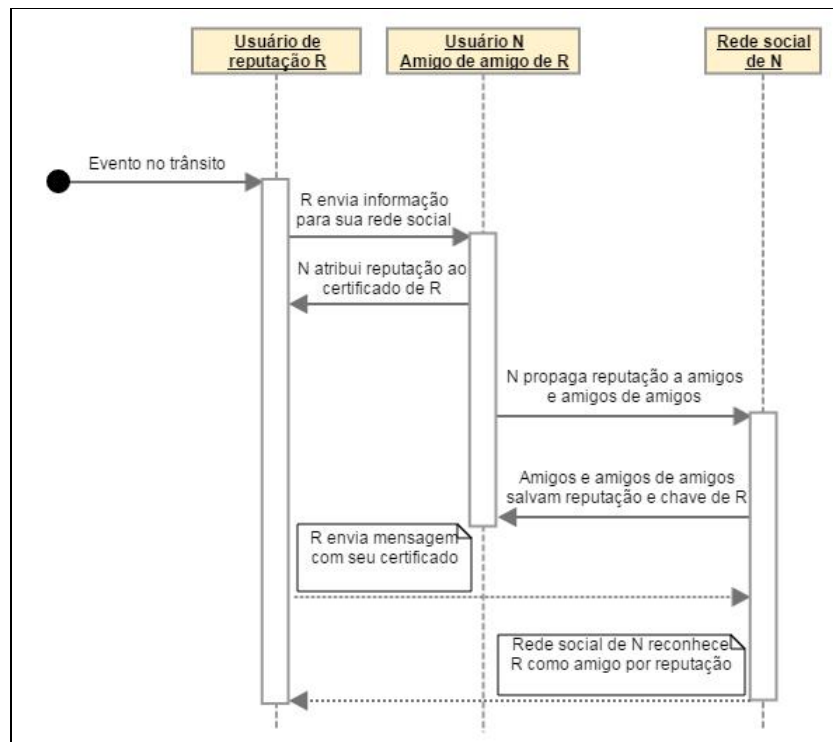 Usuário de
reputação R
Usuário N
Amigo de amigo de R
Rede social
de N
Evento no trânsito
R envia informação
para sua rede social
N atribui reputação ao
certificado de R
N propaga reputação a amigos
e amigos de amigos
Amigos e amigos de amigos
salvam reputação e chave de R
R envia mensagem
com seu certificado
Rede social de N reconhece
R como amigo por reputação